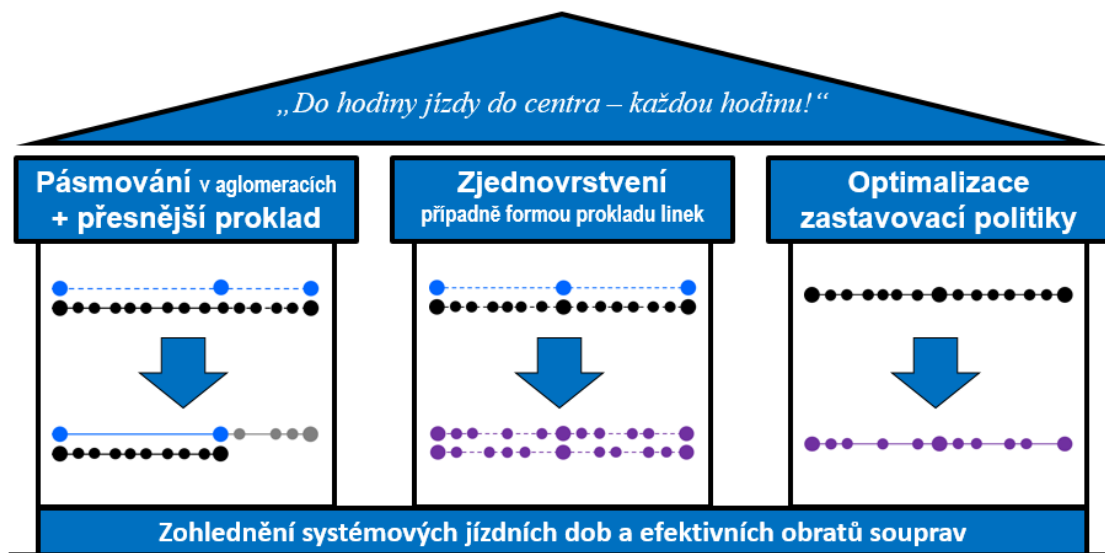 „Do hodiny jízdy do centra – každou hodinu!“
Pásmování v aglomeracích
+ přesnější proklad
Zjednovrstvení
případně formou prokladu linek
Optimalizace
zastavovací politiky
Zohlednění systémových jízdních dob a efektivních obratů souprav